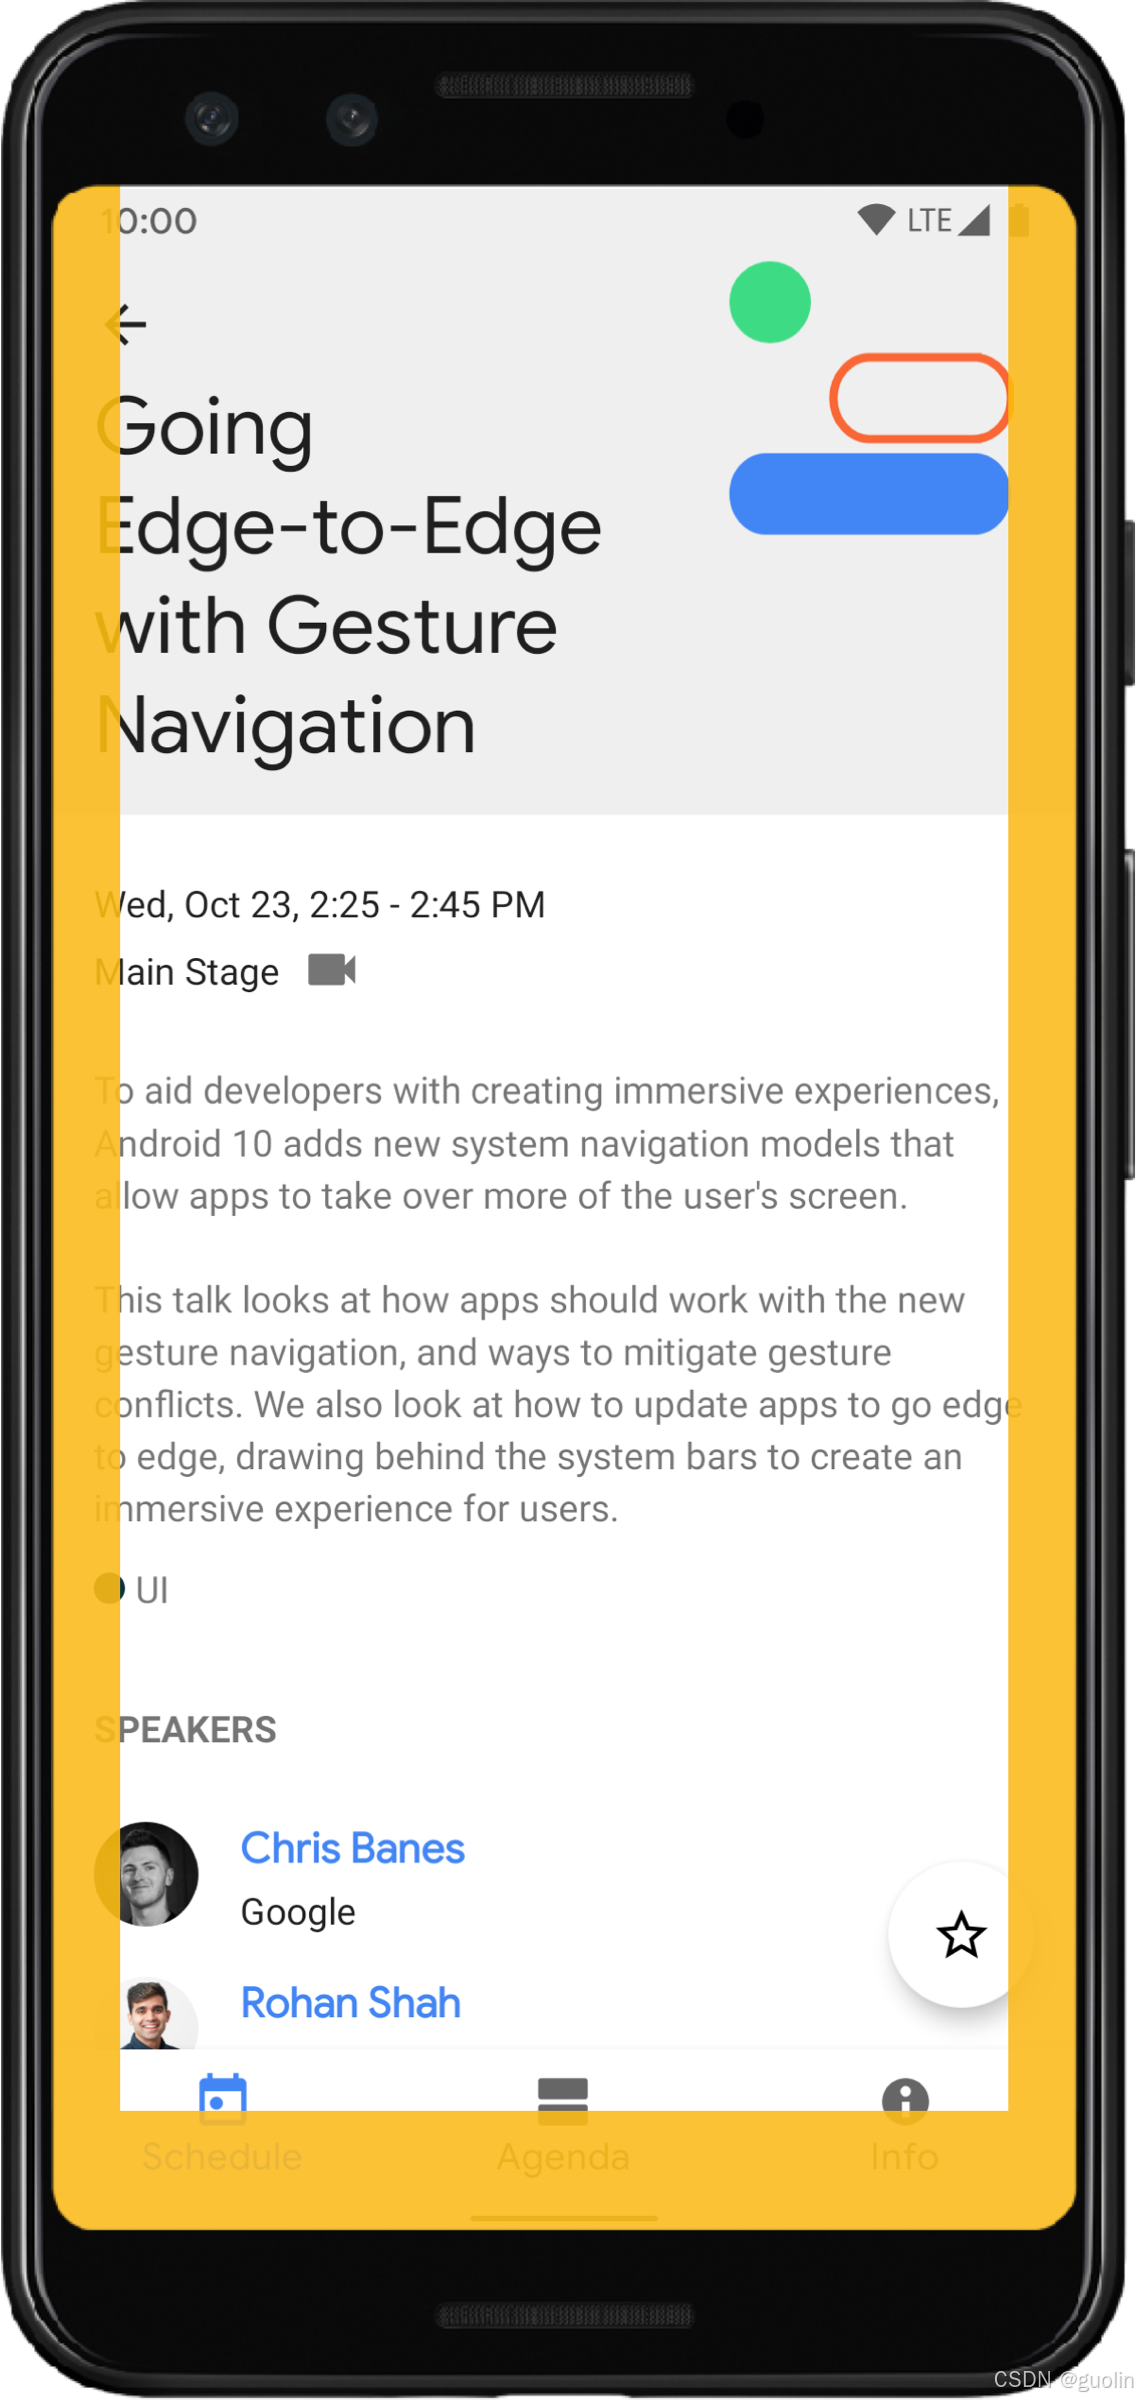 10:00 LTE
Going
Edge-to-Edge
with Gesture
Navigation
Wed, Oct 23, 2:25 - 2:45 PM
Main Stage
To aid developers with creating immersive experiences,
Android 10 adds new system navigation models that
allow apps to take over more of the user's screen.
This talk looks at how apps should work with the new
gesture navigation, and ways to mitigate gesture
conflicts. We also look at how to update apps to go edge
to edge, drawing behind the system bars to create an
immersive experience for users.
UI
SPEAKERS
Chris Banes
Google
Rohan Shah
Schedule Agenda Info
CSDN @guolin